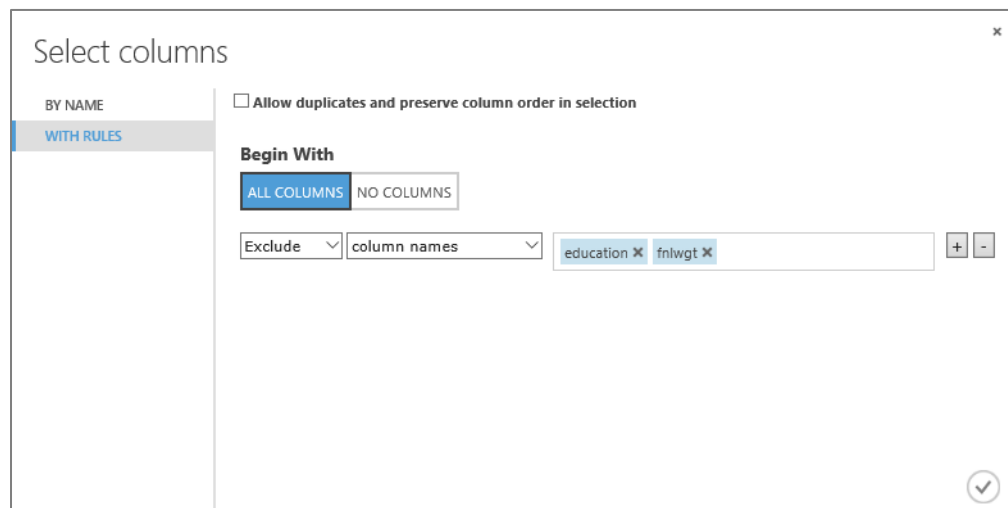 Select columns
BY NAME
WITH RULES
Allow duplicates and preserve column order in selection
Begin With
ALL COLUMNS NO COLUMNS
Exclude column names education fnlwgt + -